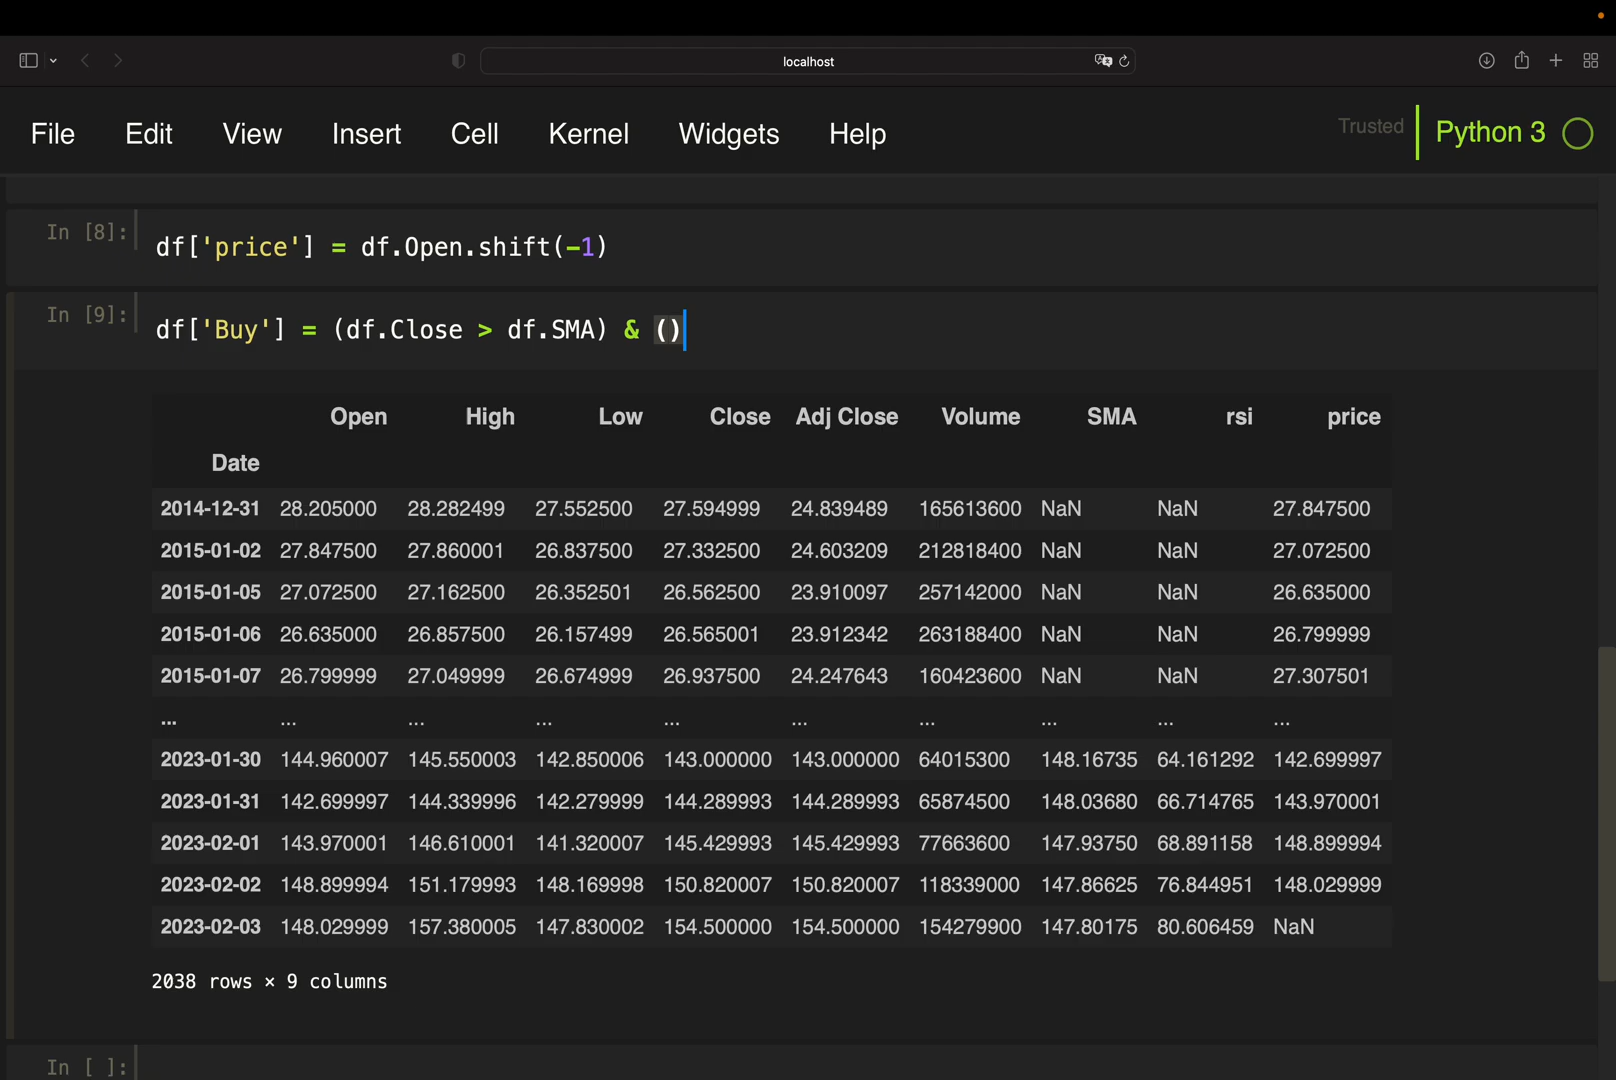 localhost
File Edit View Insert Cell Kernel Widgets Help Trusted Python 3
In [8]: df['price'] = df.Open.shift(-1)
In [9]: df['Buy'] = (df.Close > df.SMA) & ()
Open High Low Close Adj Close Volume SMA rsi price
Date
2014-12-31 28.205000 28.282499 27.552500 27.594999 24.839489 165613600 NaN NaN 27.847500
2015-01-02 27.847500 27.860001 26.837500 27.332500 24.603209 212818400 NaN NaN 27.072500
2015-01-05 27.072500 27.162500 26.352501 26.562500 23.910097 257142000 NaN NaN 26.635000
2015-01-06 26.635000 26.857500 26.157499 26.565001 23.912342 263188400 NaN NaN 26.799999
2015-01-07 26.799999 27.049999 26.674999 26.937500 24.247643 160423600 NaN NaN 27.307501
... ... ... ... ... ... ... ... ... ...
2023-01-30 144.960007 145.550003 142.850006 143.000000 143.000000 64015300 148.16735 64.161292 142.699997
2023-01-31 142.699997 144.339996 142.279999 144.289993 144.289993 65874500 148.03680 66.714765 143.970001
2023-02-01 143.970001 146.610001 141.320007 145.429993 145.429993 77663600 147.93750 68.891158 148.899994
2023-02-02 148.899994 151.179993 148.169998 150.820007 150.820007 118339000 147.86625 76.844951 148.029999
2023-02-03 148.029999 157.380005 147.830002 154.500000 154.500000 154279900 147.80175 80.606459 NaN
2038 rows × 9 columns
In [ ]: